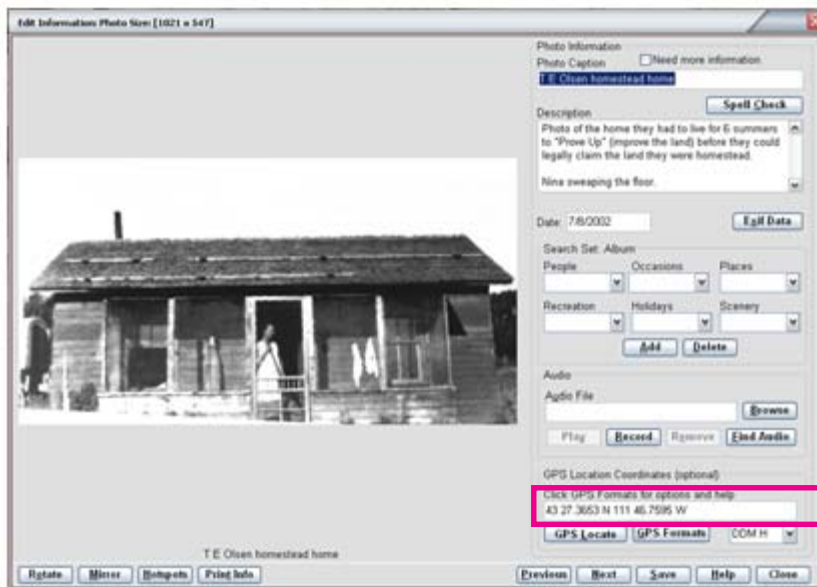 Edit Information: Photo Size: [1021 x 547]
Photo Information
Photo Caption Need more information
T E Olsen homestead home
Spell Check
Description
Photo of the home they had to live for 6 summers
to "Prove Up" (improve the land) before they could
legally claim the land they were homestead.
Nina sweeping the floor.
Date: 7/8/2002 Exif Data
Search Set: Album
People Occasions Places
Recreation Holidays Scenery
Add Delete
Audio
Audio File
Browse
Play Record Remove Find Audio
GPS Location Coordinates (optional)
Click GPS Formats for options and help
43 27.3653 N 111 46.7595 W
GPS Locate GPS Formats COM H
T E Olsen homestead home
Rotate Mirror Hotspots Print Info Previous Next Save Help Close